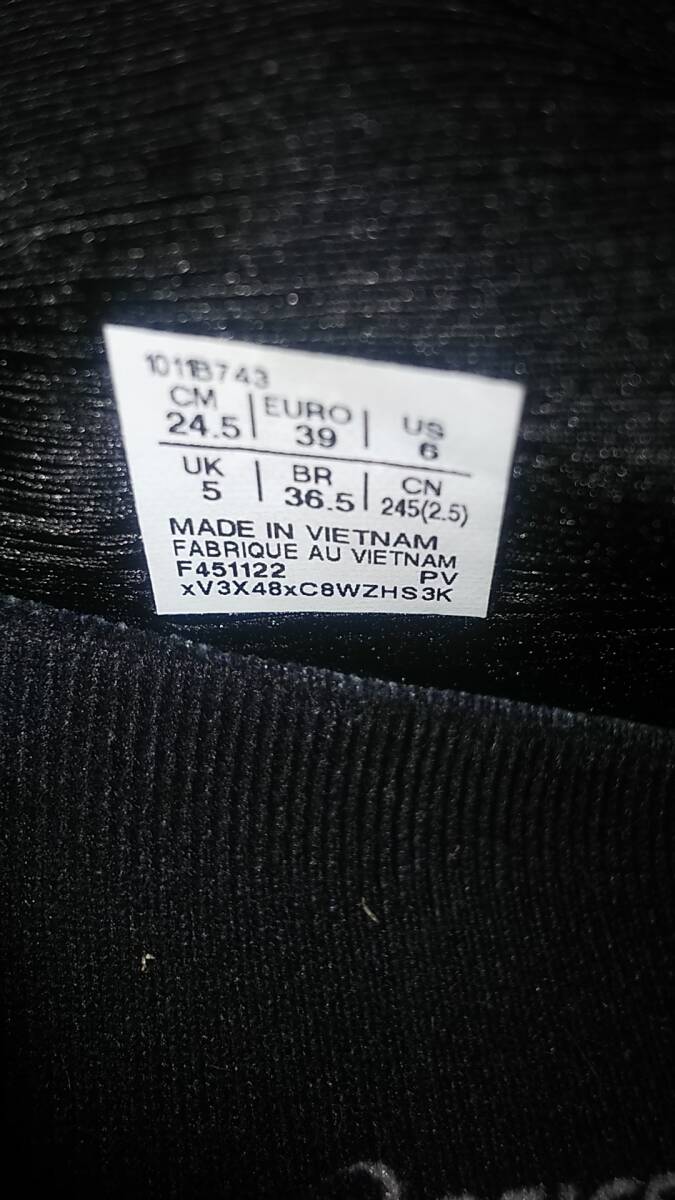 1011B743
CM 24.5 | EURO 39 | US 6
UK 5 | BR 36.5 | CN 245(2.5)
MADE IN VIETNAM
FABRIQUE AU VIETNAM
F451122 PV
xV3X48xC8WZHS3K